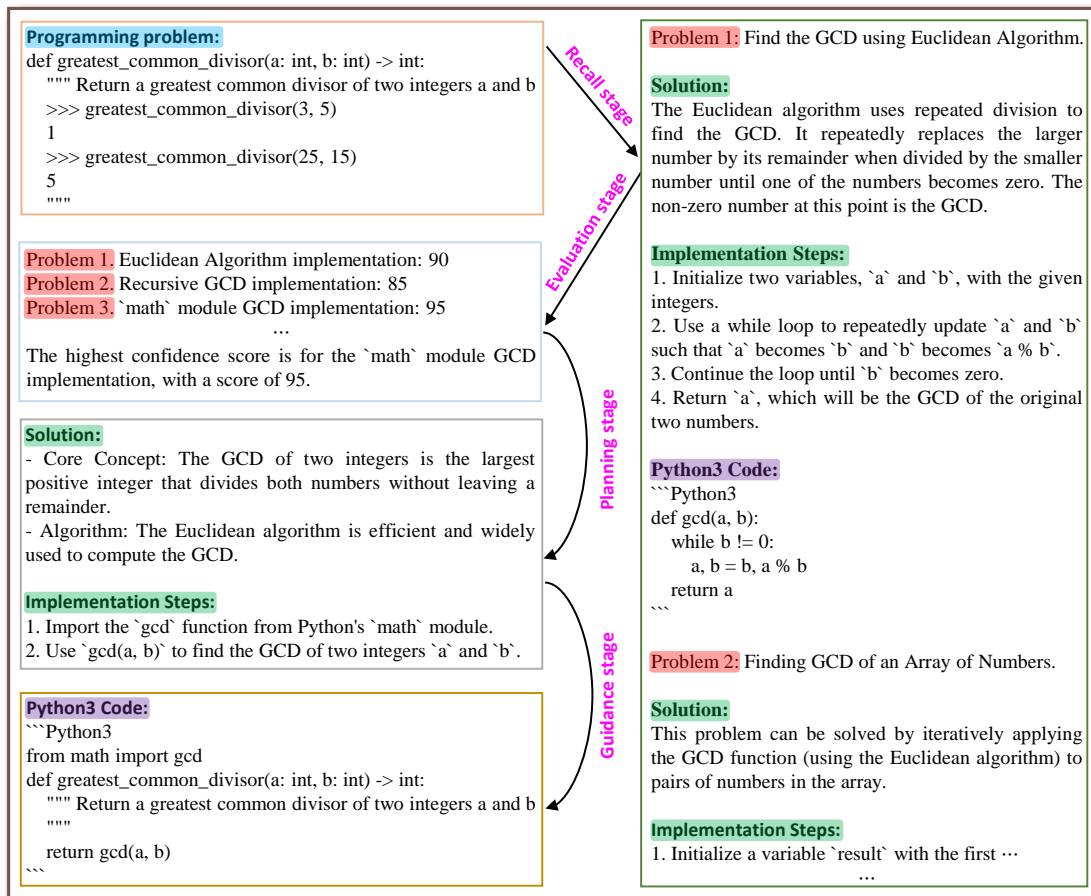 Programming problem:
def greatest_common_divisor(a: int, b: int) -> int:
""" Return a greatest common divisor of two integers a and b
>>> greatest_common_divisor(3, 5)
1
>>> greatest_common_divisor(25, 15)
5
"""
Recall stage
Problem 1: Find the GCD using Euclidean Algorithm.
Solution:
The Euclidean algorithm uses repeated division to
find the GCD. It repeatedly replaces the larger
number by its remainder when divided by the smaller
number until one of the numbers becomes zero. The
non-zero number at this point is the GCD.
Implementation Steps:
1. Initialize two variables, `a` and `b`, with the given
integers.
2. Use a while loop to repeatedly update `a` and `b`
such that `a` becomes `b` and `b` becomes `a % b`.
3. Continue the loop until `b` becomes zero.
4. Return `a`, which will be the GCD of the original
two numbers.
Python3 Code:
```Python3
def gcd(a, b):
while b != 0:
a, b = b, a % b
return a
```
Problem 2: Finding GCD of an Array of Numbers.
Solution:
This problem can be solved by iteratively applying
the GCD function (using the Euclidean algorithm) to
pairs of numbers in the array.
Implementation Steps:
1. Initialize a variable `result` with the first ···
···
Evaluation stage
Problem 1. Euclidean Algorithm implementation: 90
Problem 2. Recursive GCD implementation: 85
Problem 3. `math` module GCD implementation: 95
···
The highest confidence score is for the `math` module GCD
implementation, with a score of 95.
Planning stage
Solution:
- Core Concept: The GCD of two integers is the largest
positive integer that divides both numbers without leaving a
remainder.
- Algorithm: The Euclidean algorithm is efficient and widely
used to compute the GCD.
Implementation Steps:
1. Import the `gcd` function from Python's `math` module.
2. Use `gcd(a, b)` to find the GCD of two integers `a` and `b`.
Guidance stage
Python3 Code:
```Python3
from math import gcd
def greatest_common_divisor(a: int, b: int) -> int:
""" Return a greatest common divisor of two integers a and b
"""
return gcd(a, b)
```